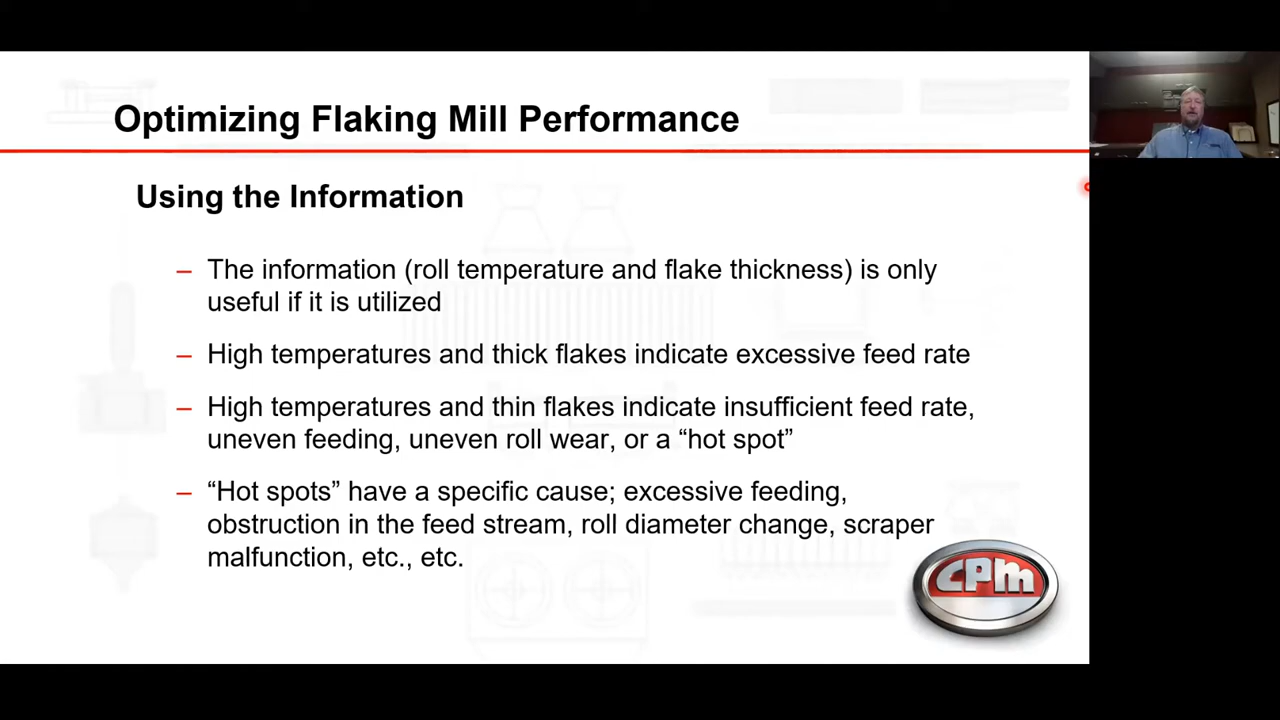 Optimizing Flaking Mill Performance
Using the Information
– The information (roll temperature and flake thickness) is only
useful if it is utilized
– High temperatures and thick flakes indicate excessive feed rate
– High temperatures and thin flakes indicate insufficient feed rate,
uneven feeding, uneven roll wear, or a “hot spot”
– “Hot spots” have a specific cause; excessive feeding,
obstruction in the feed stream, roll diameter change, scraper
malfunction, etc., etc.
CPM